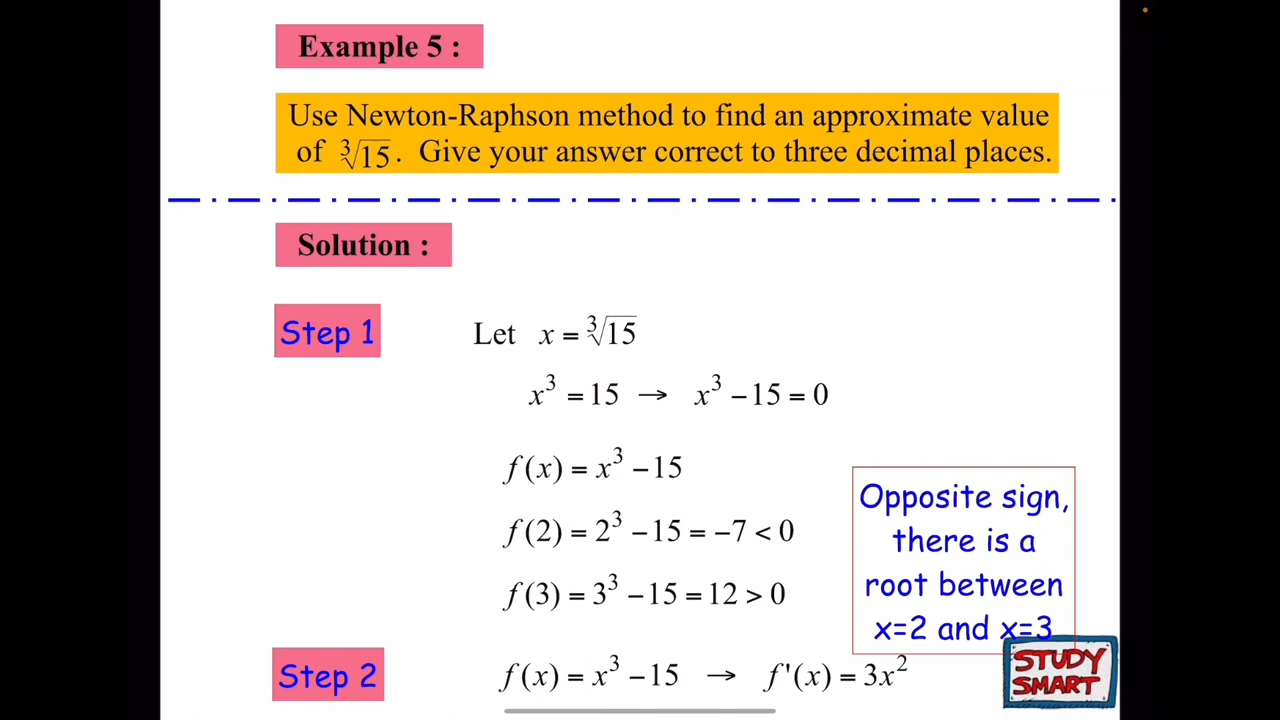 Example 5 :
Use Newton-Raphson method to find an approximate value
of ∛15. Give your answer correct to three decimal places.
Solution :
Step 1
Let x = ∛15
x³ = 15 → x³ − 15 = 0
f(x) = x³ − 15
f(2) = 2³ − 15 = −7 < 0
f(3) = 3³ − 15 = 12 > 0
Opposite sign,
there is a
root between
x=2 and x=3
Step 2
f(x) = x³ − 15 → f'(x) = 3x²
STUDY
SMART